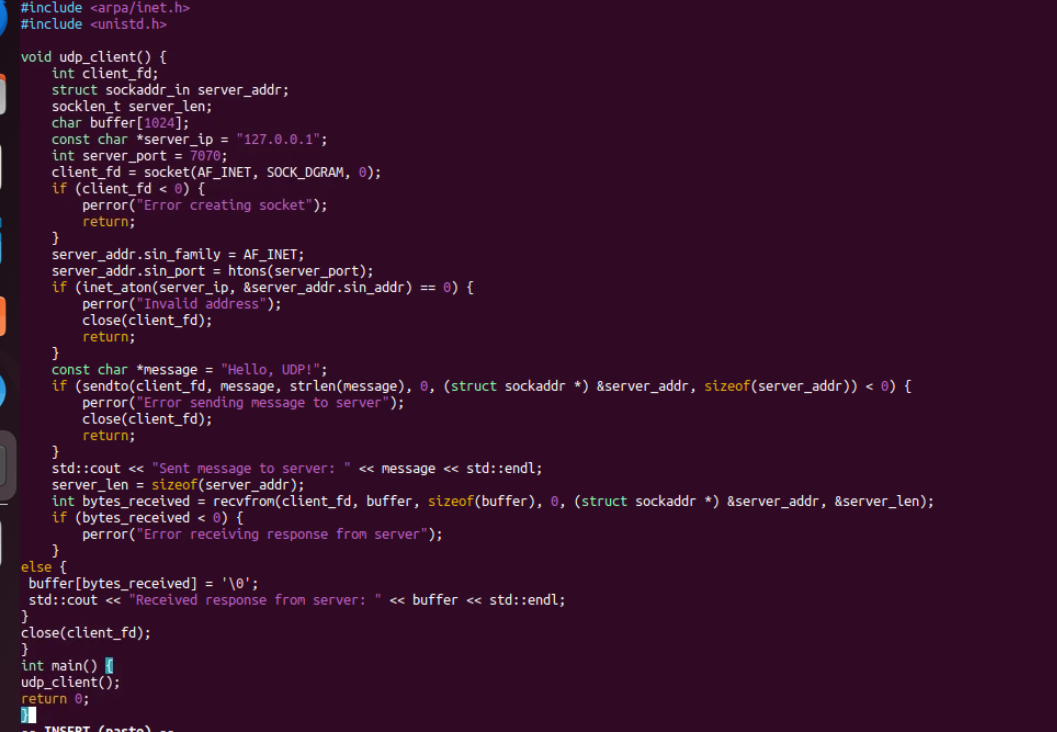 #include <arpa/inet.h>
#include <unistd.h>
void udp_client() {
    int client_fd;
    struct sockaddr_in server_addr;
    socklen_t server_len;
    char buffer[1024];
    const char *server_ip = "127.0.0.1";
    int server_port = 7070;
    client_fd = socket(AF_INET, SOCK_DGRAM, 0);
    if (client_fd < 0) {
        perror("Error creating socket");
        return;
    }
    server_addr.sin_family = AF_INET;
    server_addr.sin_port = htons(server_port);
    if (inet_aton(server_ip, &server_addr.sin_addr) == 0) {
        perror("Invalid address");
        close(client_fd);
        return;
    }
    const char *message = "Hello, UDP!";
    if (sendto(client_fd, message, strlen(message), 0, (struct sockaddr *) &server_addr, sizeof(server_addr)) < 0) {
        perror("Error sending message to server");
        close(client_fd);
        return;
    }
    std::cout << "Sent message to server: " << message << std::endl;
    server_len = sizeof(server_addr);
    int bytes_received = recvfrom(client_fd, buffer, sizeof(buffer), 0, (struct sockaddr *) &server_addr, &server_len);
    if (bytes_received < 0) {
        perror("Error receiving response from server");
    }
else {
 buffer[bytes_received] = '\0';
 std::cout << "Received response from server: " << buffer << std::endl;
}
close(client_fd);
}
int main() {
udp_client();
return 0;
}
-- INSERT (paste) --